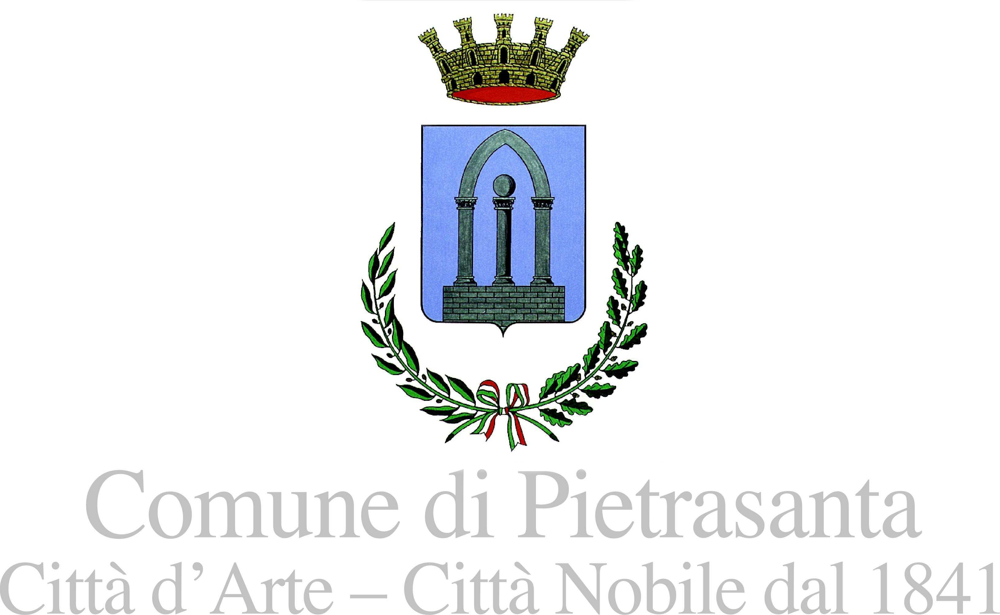 Comune di Pietrasanta
Città d’Arte – Città Nobile dal 1841